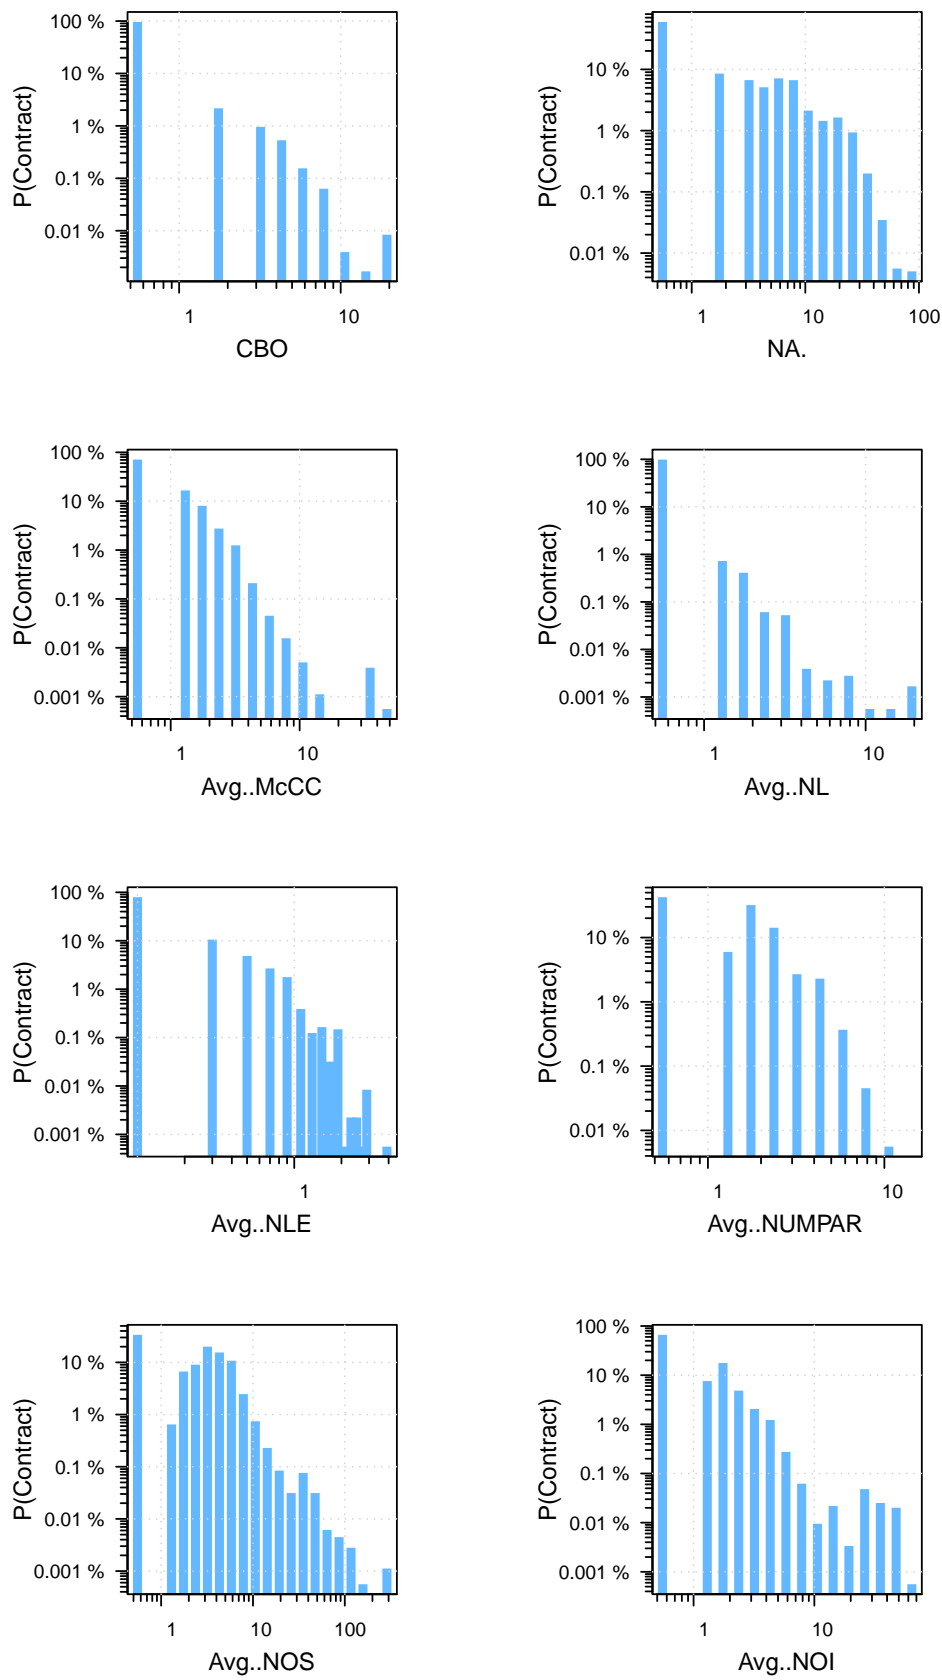 P(Contract)
100 %
10 %
1 %
0.1 %
0.01 %
1 10
CBO
P(Contract)
10 %
1 %
0.1 %
0.01 %
1 10 100
NA.
P(Contract)
100 %
10 %
1 %
0.1 %
0.01 %
0.001 %
1 10
Avg..McCC
P(Contract)
100 %
1 %
0.1 %
0.01 %
0.001 %
1 10
Avg..NL
P(Contract)
100 %
10 %
1 %
0.1 %
0.01 %
0.001 %
1
Avg..NLE
P(Contract)
10 %
1 %
0.1 %
0.01 %
1 10
Avg..NUMPAR
P(Contract)
10 %
1 %
0.1 %
0.01 %
0.001 %
1 10 100
Avg..NOS
P(Contract)
100 %
10 %
1 %
0.1 %
0.01 %
0.001 %
1 10
Avg..NOI